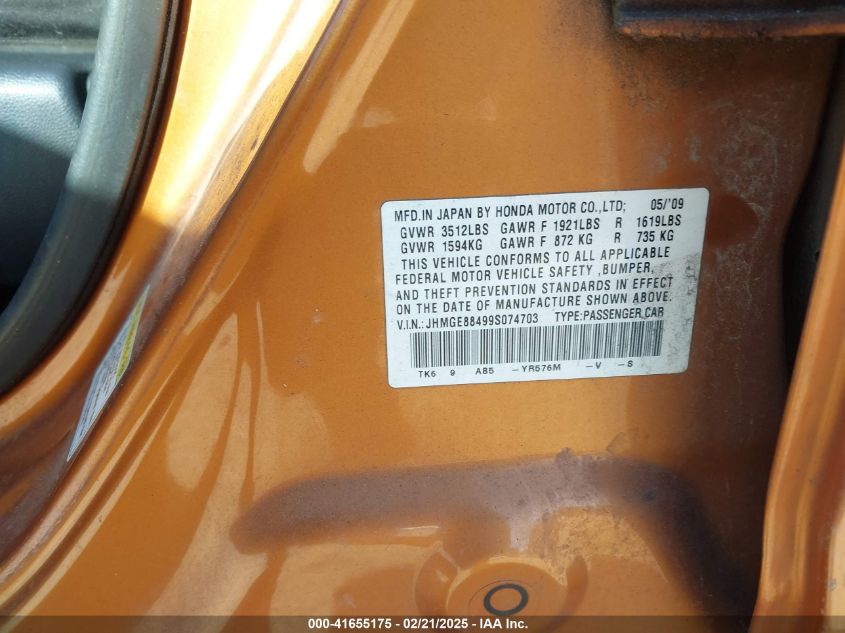 MFD.IN JAPAN BY HONDA MOTOR CO.,LTD; 05/'09
GVWR 3512LBS GAWR F 1921LBS R 1619LBS
GVWR 1594KG GAWR F 872 KG R 735 KG
THIS VEHICLE CONFORMS TO ALL APPLICABLE
FEDERAL MOTOR VEHICLE SAFETY ,BUMPER,
AND THEFT PREVENTION STANDARDS IN EFFECT
ON THE DATE OF MANUFACTURE SHOWN ABOVE.
V.I.N.: JHMGE88499S074703 TYPE:PASSENGER CAR
TK6 9 AB5 -YR576M -V -S
000-41655175 - 02/21/2025 - IAA Inc.